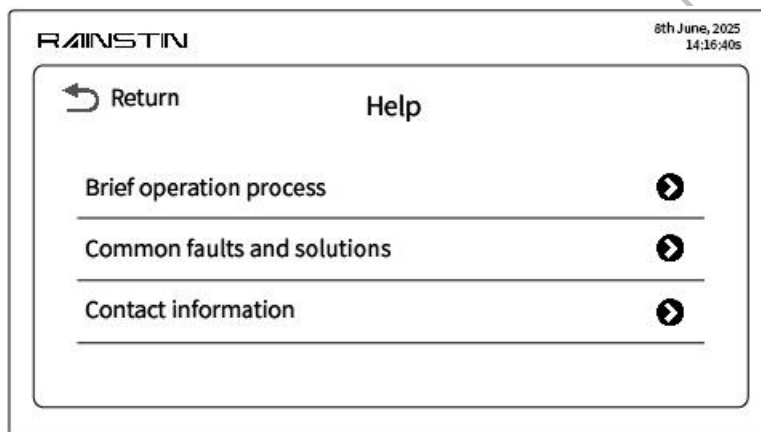 RAINSTIN
8th June, 2025
14:16:40s
Return
Help
Brief operation process
Common faults and solutions
Contact information